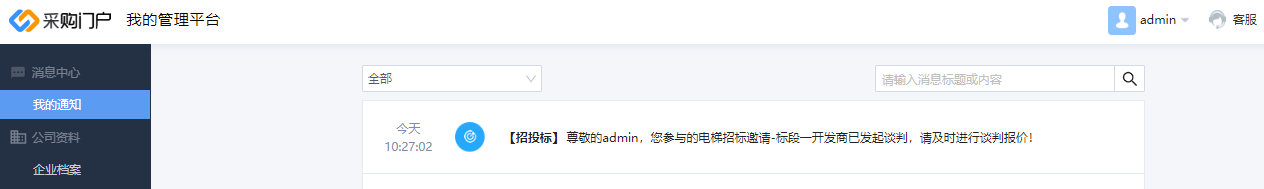 采购门户 我的管理平台 admin 客服
消息中心
我的通知
公司资料
企业档案
全部 请输入消息标题或内容
今天
10:27:02
【招投标】尊敬的admin，您参与的电梯招标邀请-标段一开发商已发起谈判，请及时进行谈判报价！